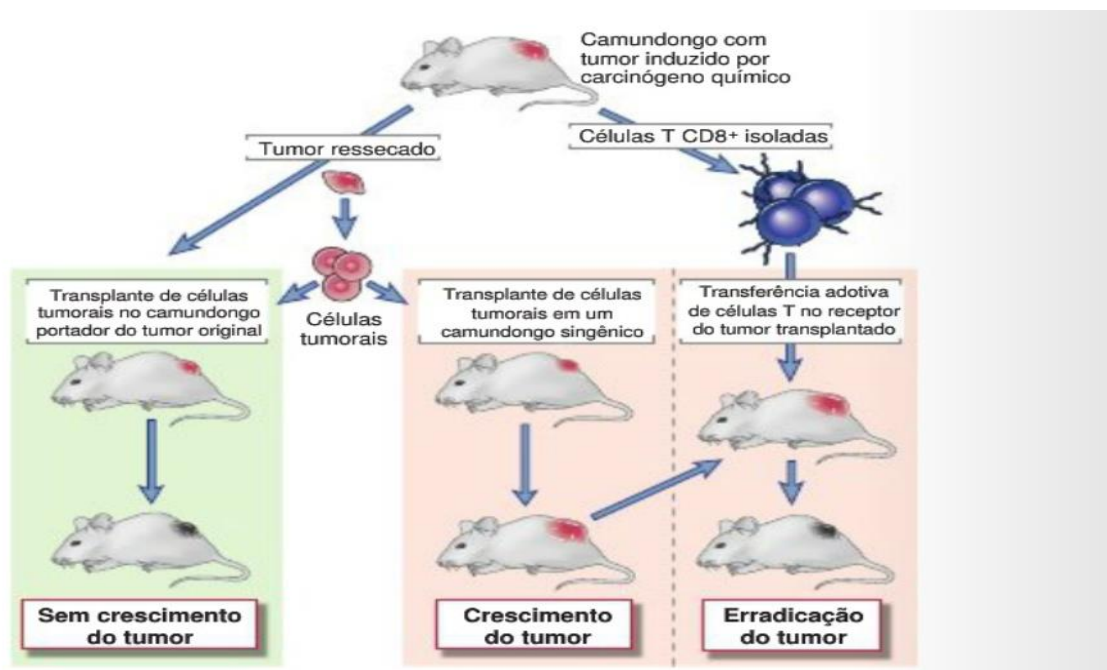 Camundongo com
tumor induzido por
carcinógeno químico
Tumor ressecado
Células T CD8+ isoladas
Transplante de células
tumorais no camundongo
portador do tumor original
Células
tumorais
Transplante de células
tumorais em um
camundongo singênico
Transferência adotiva
de células T no receptor
do tumor transplantado
Sem crescimento
do tumor
Crescimento
do tumor
Erradicação
do tumor